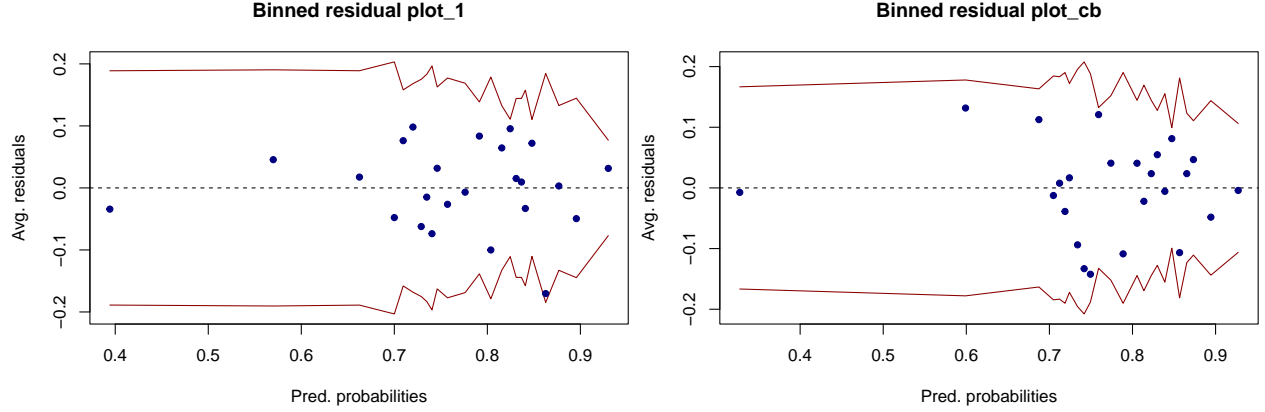 Binned residual plot_1
Avg. residuals
0.2
0.1
0.0
−0.1
−0.2
0.4 0.5 0.6 0.7 0.8 0.9
Pred. probabilities
Binned residual plot_cb
Avg. residuals
0.2
0.1
0.0
−0.1
−0.2
0.4 0.5 0.6 0.7 0.8 0.9
Pred. probabilities